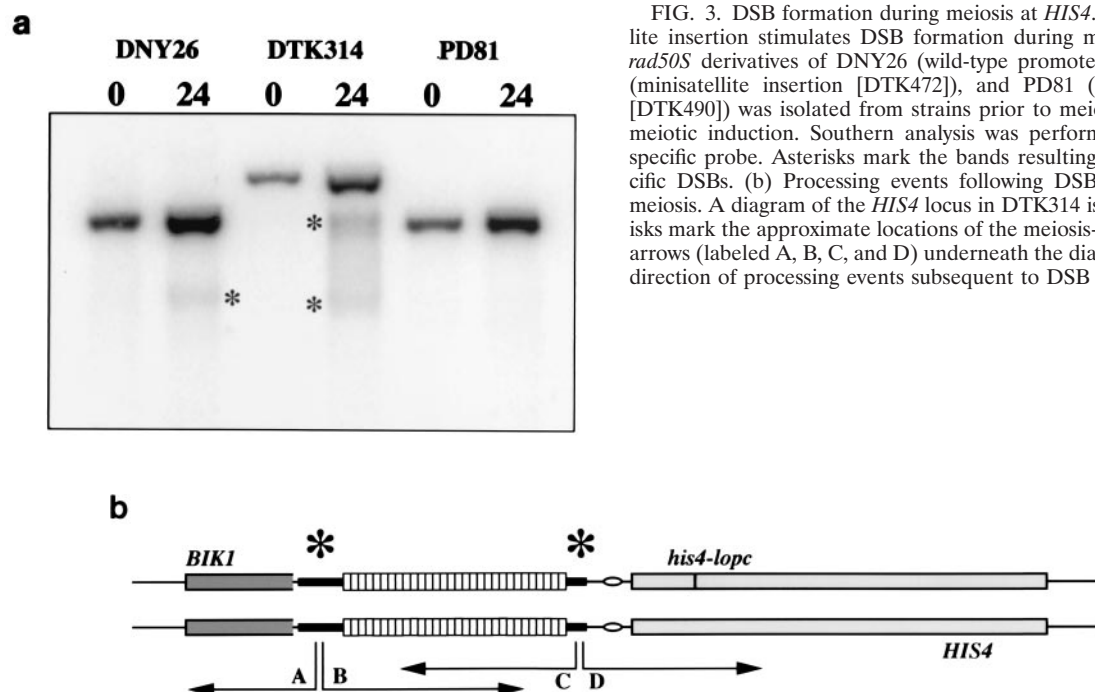 a
DNY26 DTK314 PD81
0 24 0 24 0 24
*
*
*
FIG. 3. DSB formation during meiosis at HIS4.
lite insertion stimulates DSB formation during m
rad50S derivatives of DNY26 (wild-type promote
(minisatellite insertion [DTK472]), and PD81 (
[DTK490]) was isolated from strains prior to meio
meiotic induction. Southern analysis was perform
specific probe. Asterisks mark the bands resulting
cific DSBs. (b) Processing events following DSB
meiosis. A diagram of the HIS4 locus in DTK314 is
isks mark the approximate locations of the meiosis-
arrows (labeled A, B, C, and D) underneath the dia
direction of processing events subsequent to DSB
b
* *
BIK1 his4-lopc
HIS4
A B C D